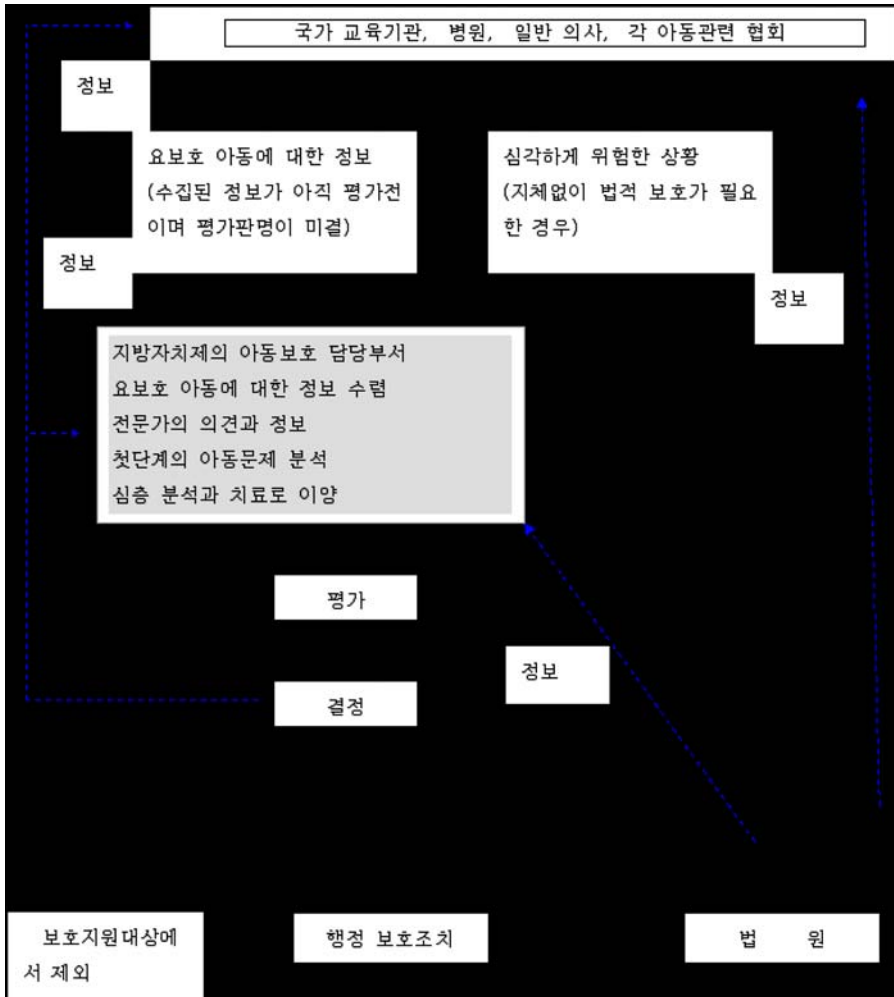 국가 교육기관, 병원, 일반 의사, 각 아동관련 협회
정보
요보호 아동에 대한 정보
(수집된 정보가 아직 평가전
이며 평가판명이 미결)
심각하게 위험한 상황
(지체없이 법적 보호가 필요
한 경우)
정보
정보
지방자치제의 아동보호 담당부서
요보호 아동에 대한 정보 수렴
전문가의 의견과 정보
첫단계의 아동문제 분석
심층 분석과 치료로 이양
평가
정보
결정
보호지원대상에
서 제외
행정 보호조치
법 원